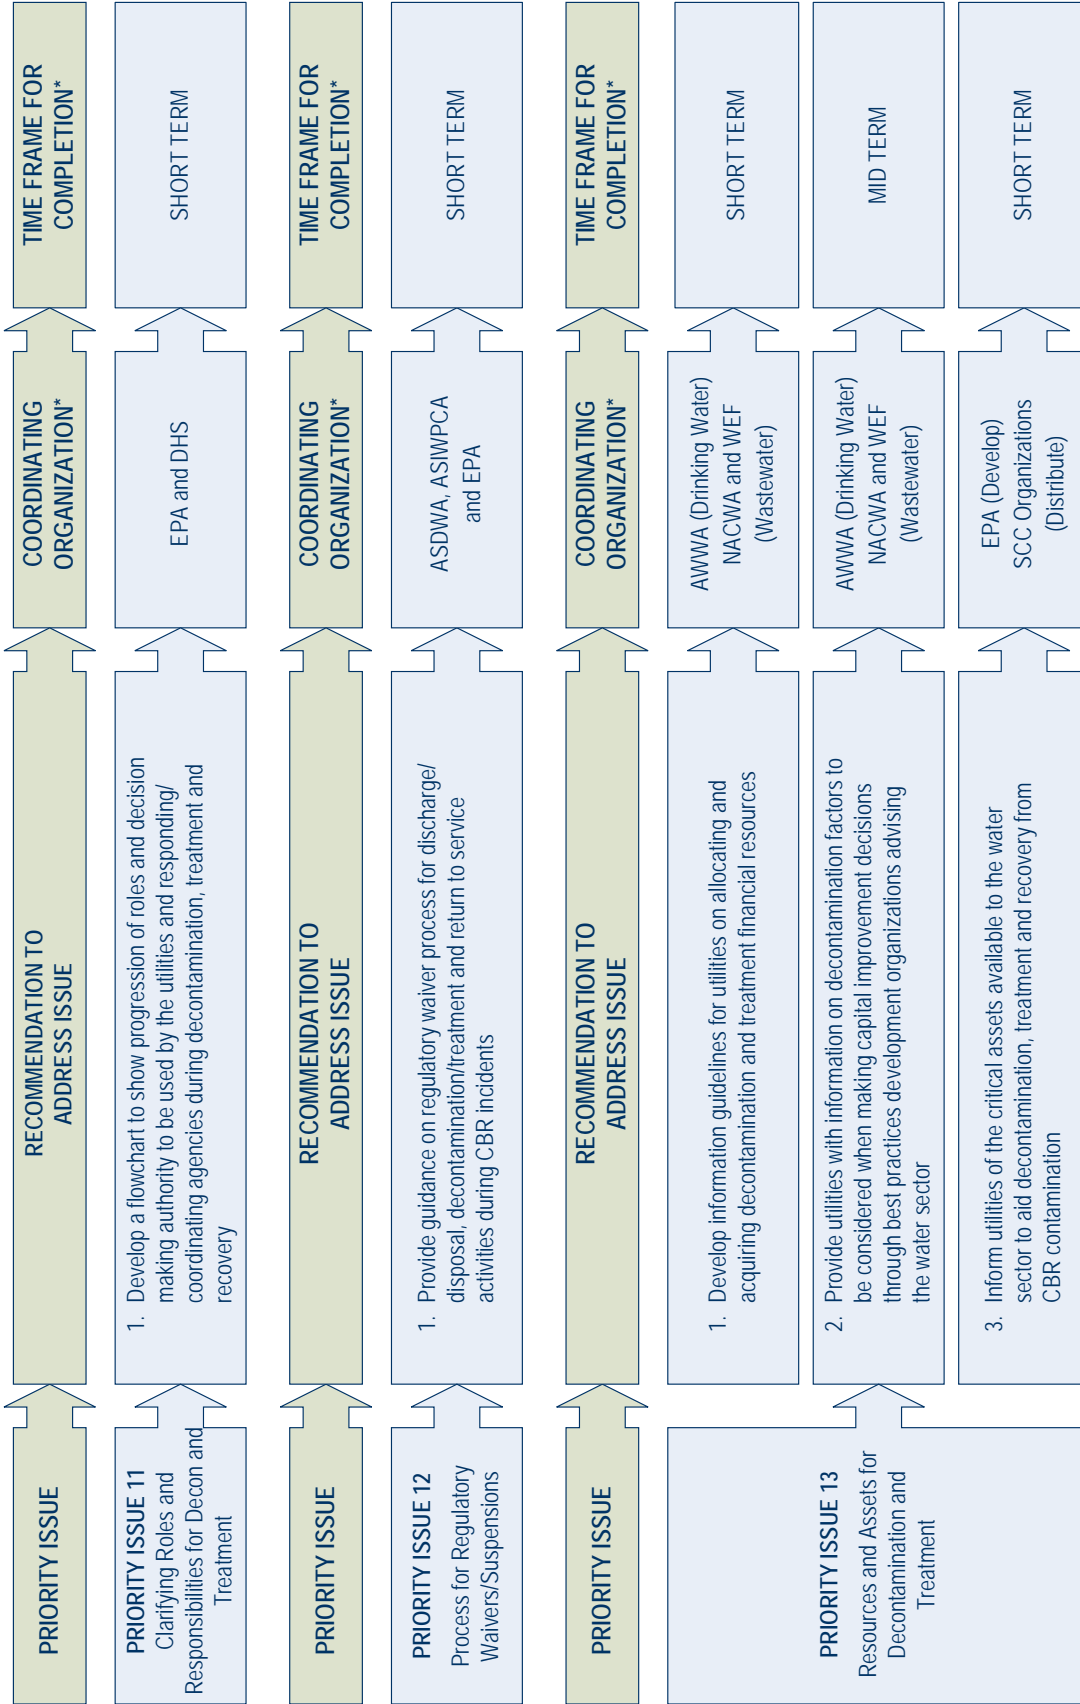 PRIORITY ISSUE
RECOMMENDATION TO
ADDRESS ISSUE
COORDINATING
ORGANIZATION*
TIME FRAME FOR
COMPLETION*
PRIORITY ISSUE 11
Clarifying Roles and
Responsibilities for Decon and
Treatment
1. Develop a flowchart to show progression of roles and decision
making authority to be used by the utilities and responding/
coordinating agencies during decontamination, treatment and
recovery
EPA and DHS
SHORT TERM
PRIORITY ISSUE
RECOMMENDATION TO
ADDRESS ISSUE
COORDINATING
ORGANIZATION*
TIME FRAME FOR
COMPLETION*
PRIORITY ISSUE 12
Process for Regulatory
Waivers/Suspensions
1. Provide guidance on regulatory waiver process for discharge/
disposal, decontamination/treatment and return to service
activities during CBR incidents
ASDWA, ASIWPCA
and EPA
SHORT TERM
PRIORITY ISSUE
RECOMMENDATION TO
ADDRESS ISSUE
COORDINATING
ORGANIZATION*
TIME FRAME FOR
COMPLETION*
PRIORITY ISSUE 13
Resources and Assets for
Decontamination and
Treatment
1. Develop information guidelines for utilities on allocating and
acquiring decontamination and treatment financial resources
AWWA (Drinking Water)
NACWA and WEF
(Wastewater)
SHORT TERM
2. Provide utilities with information on decontamination factors to
be considered when making capital improvement decisions
through best practices development organizations advising
the water sector
AWWA (Drinking Water)
NACWA and WEF
(Wastewater)
MID TERM
3. Inform utilities of the critical assets available to the water
sector to aid decontamination, treatment and recovery from
CBR contamination
EPA (Develop)
SCC Organizations
(Distribute)
SHORT TERM